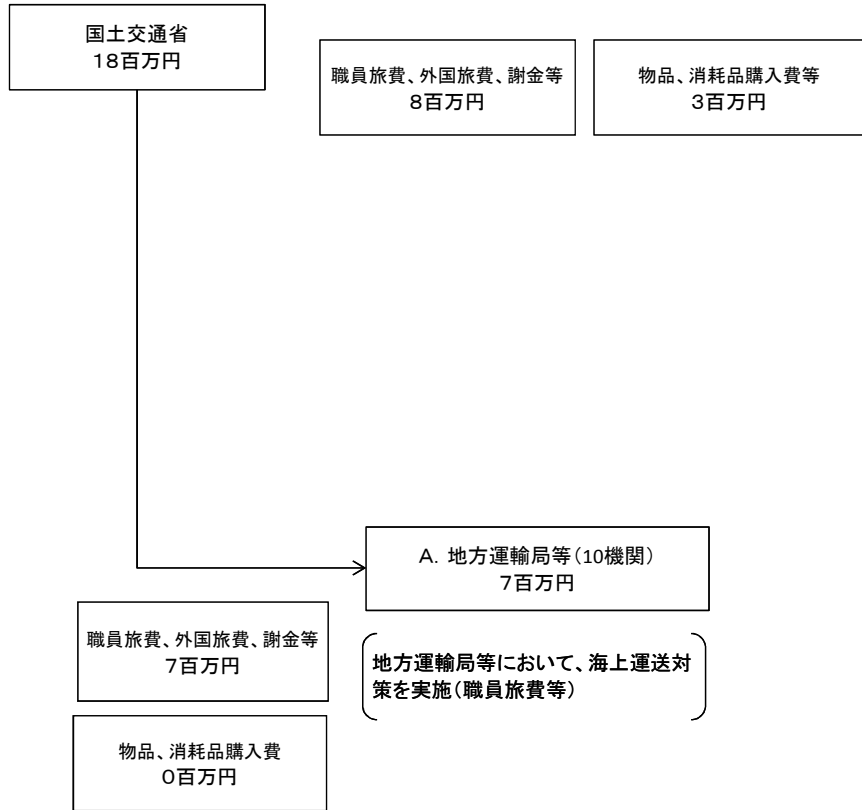 国土交通省
18百万円
職員旅費、外国旅費、謝金等
8百万円
物品、消耗品購入費等
3百万円
A. 地方運輸局等(10機関)
7百万円
職員旅費、外国旅費、謝金等
7百万円
地方運輸局等において、海上運送対
策を実施(職員旅費等)
物品、消耗品購入費
0百万円